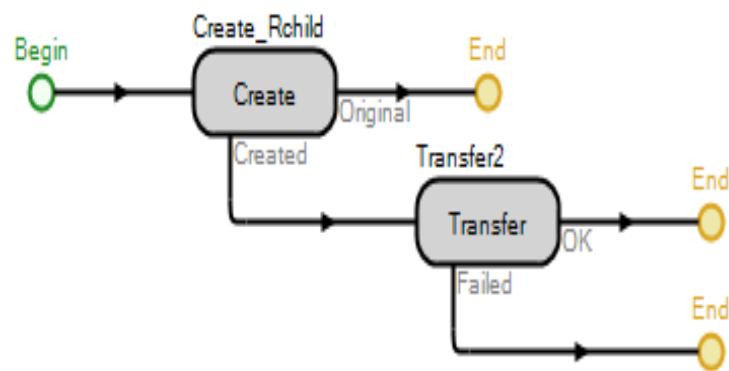 Create_Rchild
Begin
End
Create
Original
Created
Transfer2
End
Transfer
OK
Failed
End